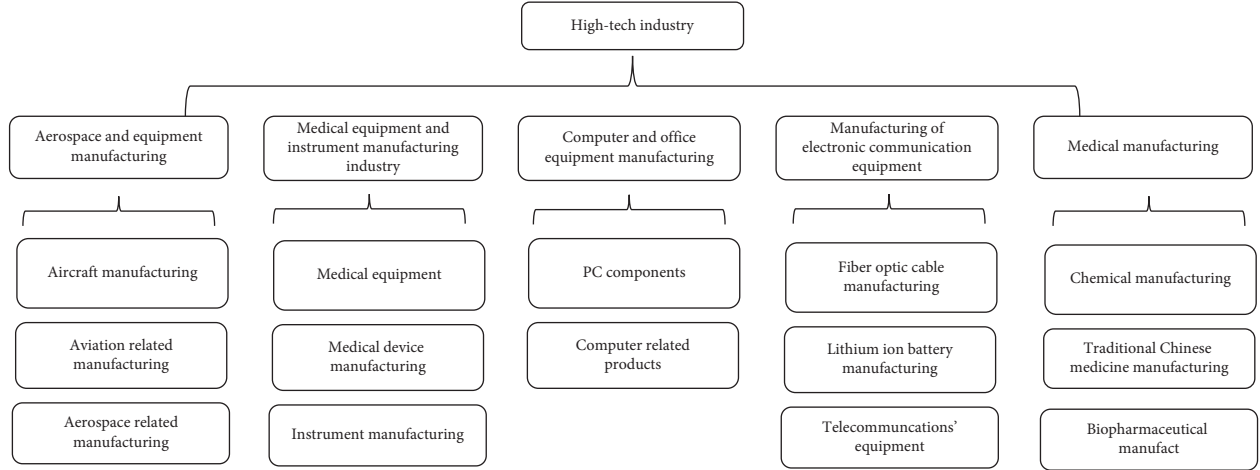 High-tech industry
Aerospace and equipment
manufacturing
Medical equipment and
instrument manufacturing
industry
Computer and office
equipment manufacturing
Manufacturing of
electronic communication
equipment
Medical manufacturing
Aircraft manufacturing
Medical equipment
PC components
Fiber optic cable
manufacturing
Chemical manufacturing
Aviation related
manufacturing
Medical device
manufacturing
Computer related
products
Lithium ion battery
manufacturing
Traditional Chinese
medicine manufacturing
Aerospace related
manufacturing
Instrument manufacturing
Telecommuncations’
equipment
Biopharmaceutical
manufact